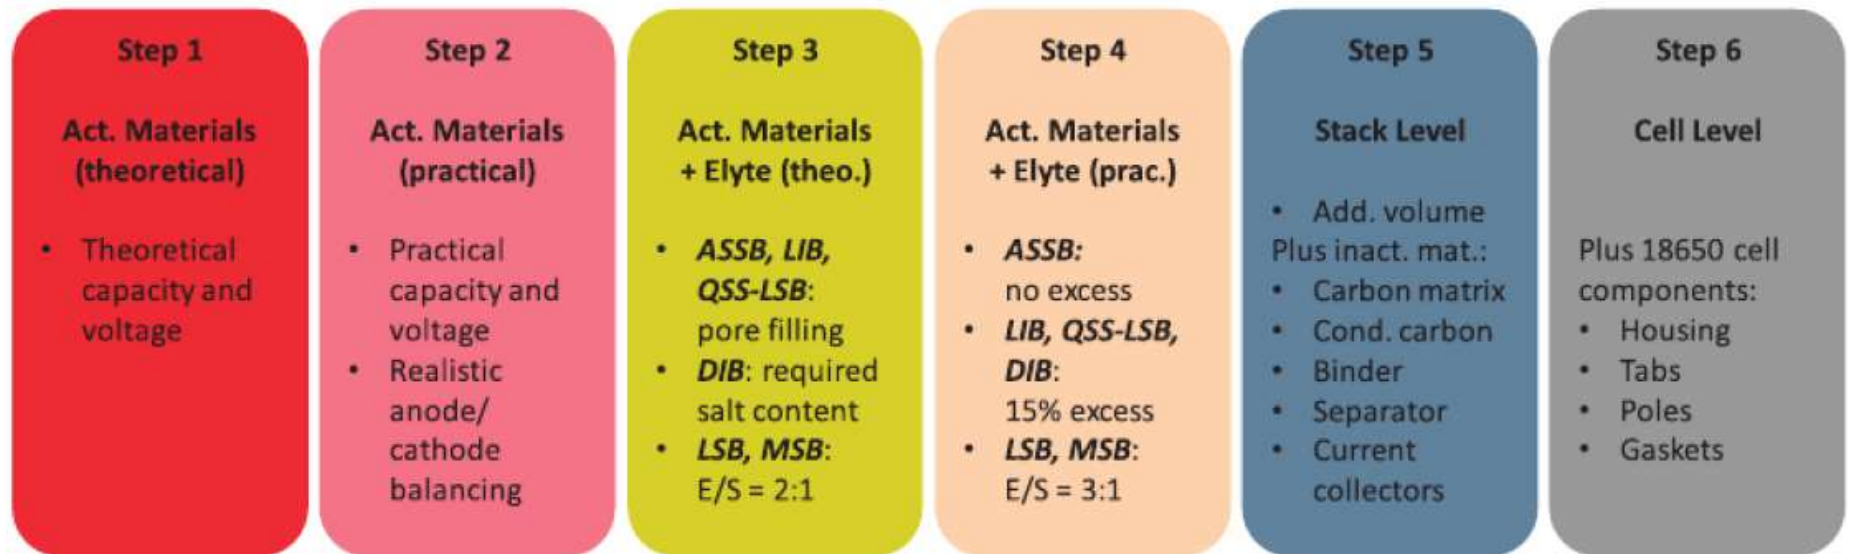 Step 1
Act. Materials
(theoretical)
• Theoretical
capacity and
voltage
Step 2
Act. Materials
(practical)
• Practical
capacity and
voltage
• Realistic
anode/
cathode
balancing
Step 3
Act. Materials
+ Elyte (theo.)
• ASSB, LIB,
QSS-LSB:
pore filling
• DIB: required
salt content
• LSB, MSB:
E/S = 2:1
Step 4
Act. Materials
+ Elyte (prac.)
• ASSB:
no excess
• LIB, QSS-LSB,
DIB:
15% excess
• LSB, MSB:
E/S = 3:1
Step 5
Stack Level
• Add. volume
Plus inact. mat.:
• Carbon matrix
• Cond. carbon
• Binder
• Separator
• Current
collectors
Step 6
Cell Level
Plus 18650 cell
components:
• Housing
• Tabs
• Poles
• Gaskets